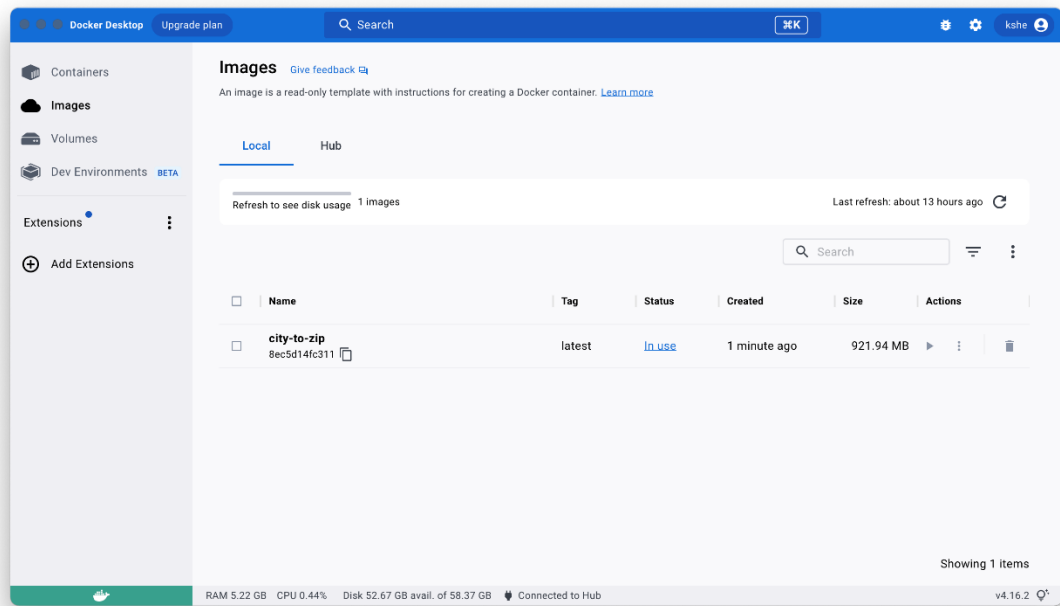 Docker Desktop Upgrade plan Search ⌘K kshe
Containers
Images
Volumes
Dev Environments BETA
Extensions
Add Extensions
Images Give feedback
An image is a read-only template with instructions for creating a Docker container. Learn more
Local Hub
Refresh to see disk usage 1 images Last refresh: about 13 hours ago
Search
Name Tag Status Created Size Actions
city-to-zip latest In use 1 minute ago 921.94 MB
8ec5d14fc311
Showing 1 items
RAM 5.22 GB CPU 0.44% Disk 52.67 GB avail. of 58.37 GB Connected to Hub v4.16.2